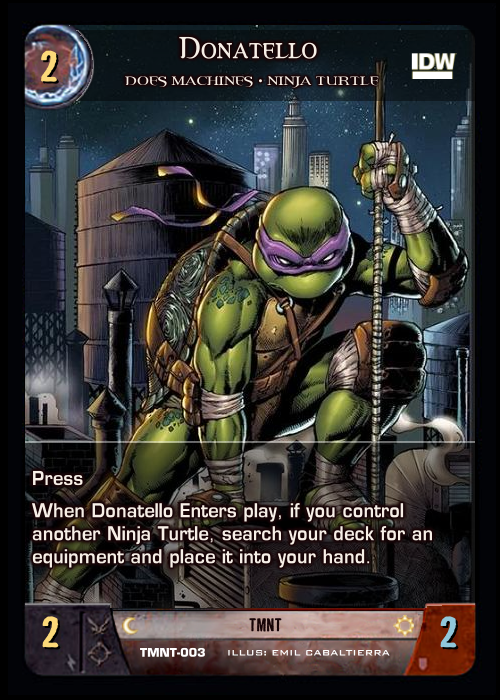 2
Donatello
IDW
Does Machines • Ninja Turtle
Press
When Donatello Enters play, if you control
another Ninja Turtle, search your deck for an
equipment and place it into your hand.
2
TMNT
2
TMNT-003 Illus: Emil Cabaltierra